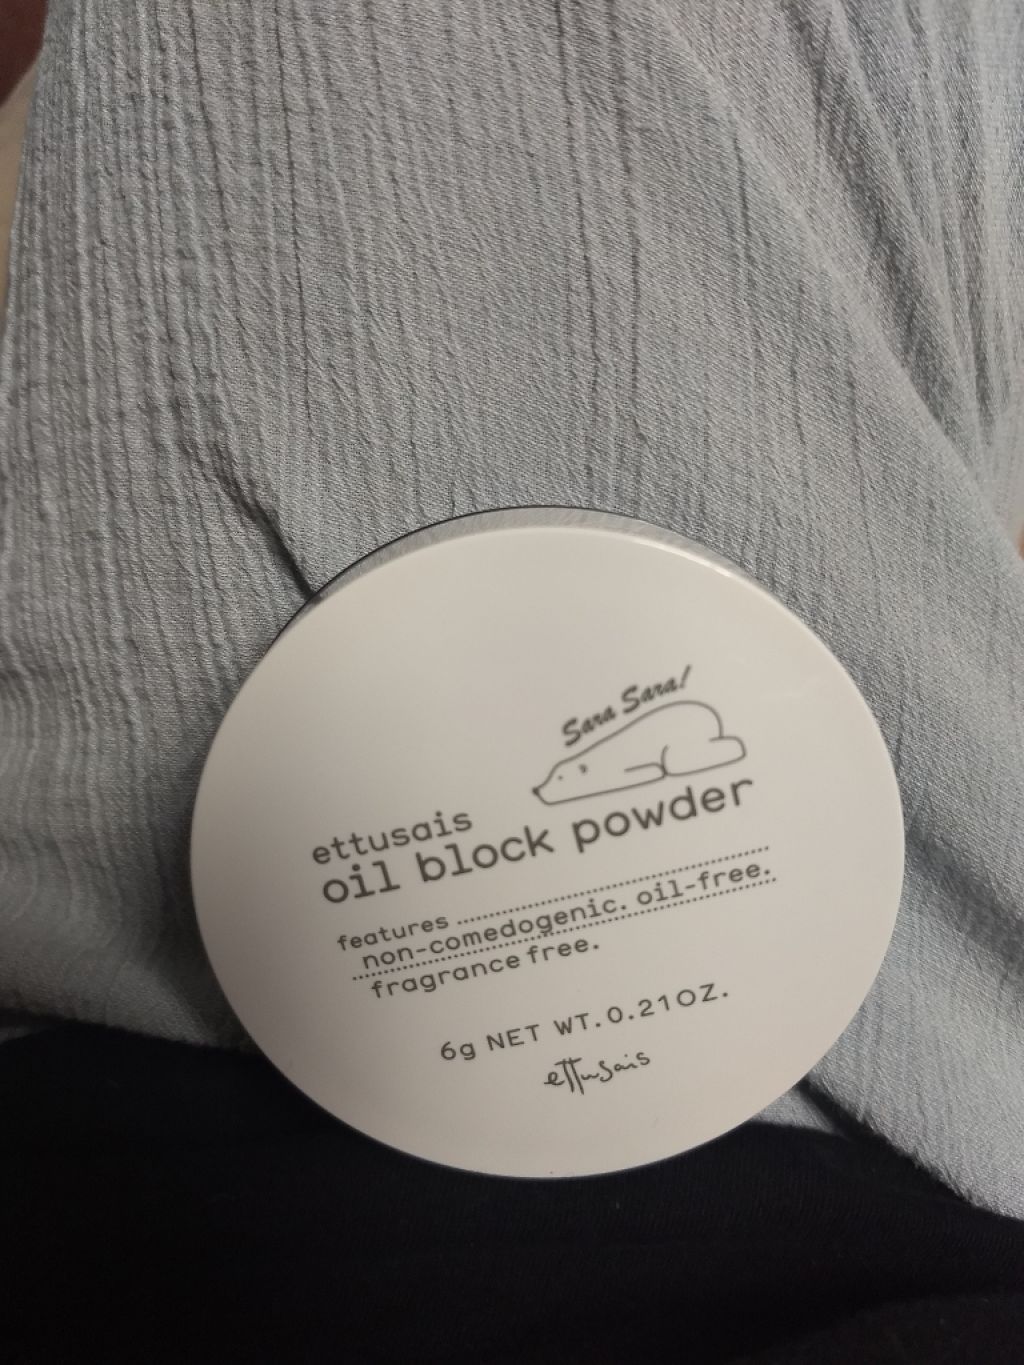 Sara Sara!
ettusais
oil block powder
features
non-comedogenic. oil-free.
fragrance free.
6g NET WT. 0.21OZ.
ettusais